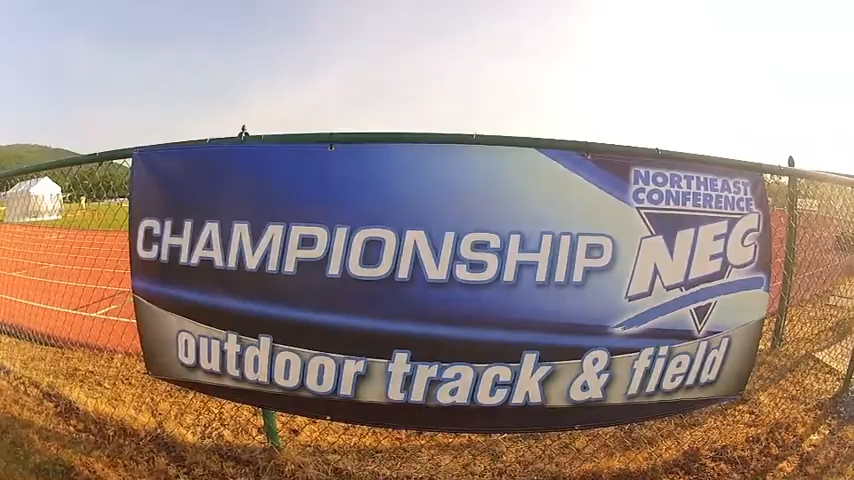 NORTHEAST
CONFERENCE
NEC
CHAMPIONSHIP
outdoor track & field